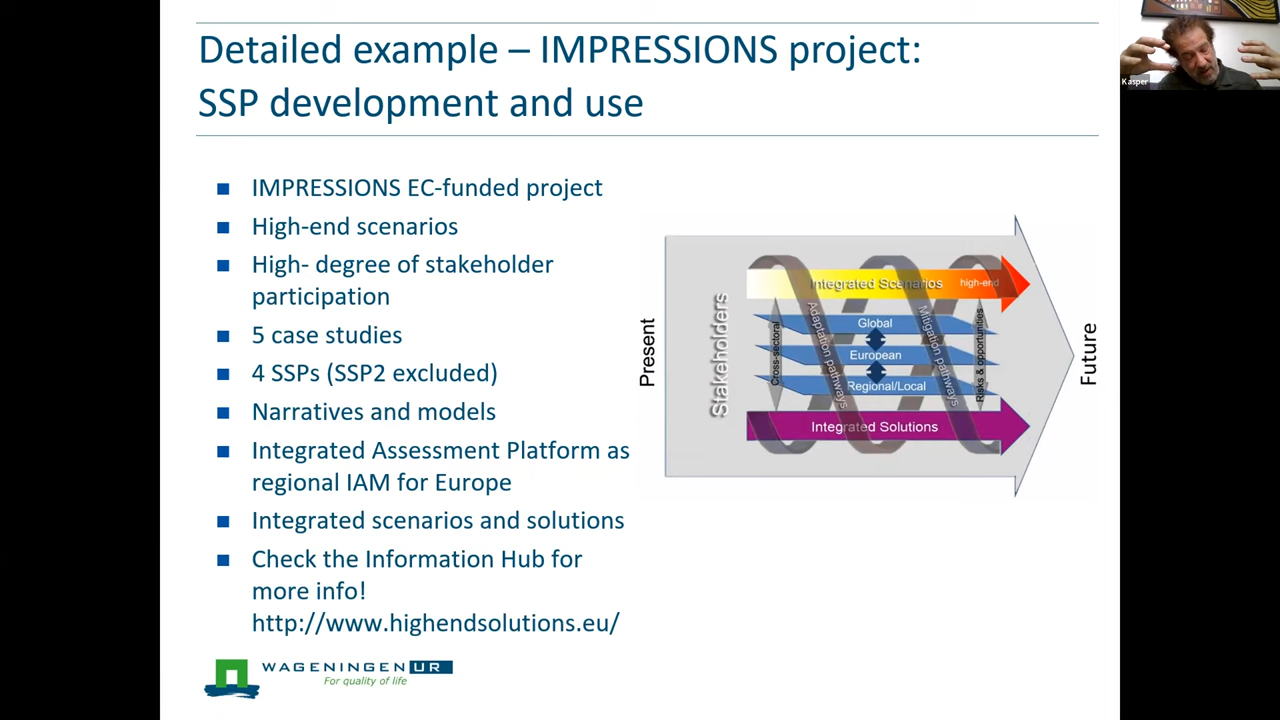 Detailed example – IMPRESSIONS project:
SSP development and use
Kasper
IMPRESSIONS EC-funded project
High-end scenarios
High- degree of stakeholder
participation
5 case studies
4 SSPs (SSP2 excluded)
Narratives and models
Integrated Assessment Platform as
regional IAM for Europe
Integrated scenarios and solutions
Check the Information Hub for
more info!
http://www.highendsolutions.eu/
Present
Stakeholders
Integrated Scenarios
high-end
Cross-sectoral
Adaptation pathways
Global
European
Regional/Local
Mitigation pathways
Risks & opportunities
Integrated Solutions
Future
WAGENINGEN UR
For quality of life